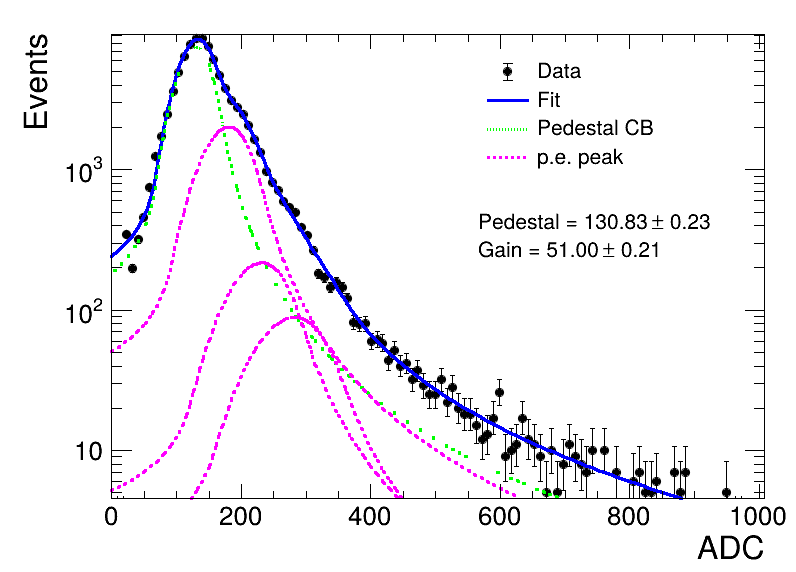 Events
Data
Fit
Pedestal CB
p.e. peak
Pedestal = 130.83 ± 0.23
Gain = 51.00 ± 0.21
10³
10²
10
0 200 400 600 800 1000
ADC